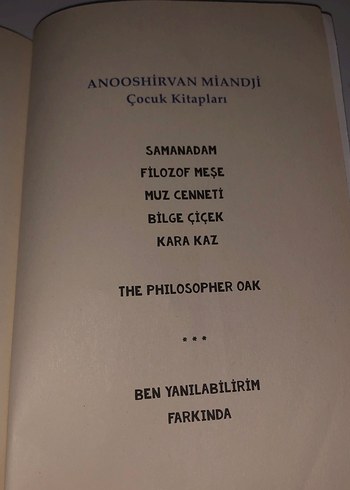 ANOOSHİRVAN MİANDJİ
Çocuk Kitapları
SAMANADAM
FİLOZOF MEŞE
MUZ CENNETİ
BİLGE ÇİÇEK
KARA KAZ
THE PHILOSOPHER OAK
•••
BEN YANILABİLİRİM
FARKINDA